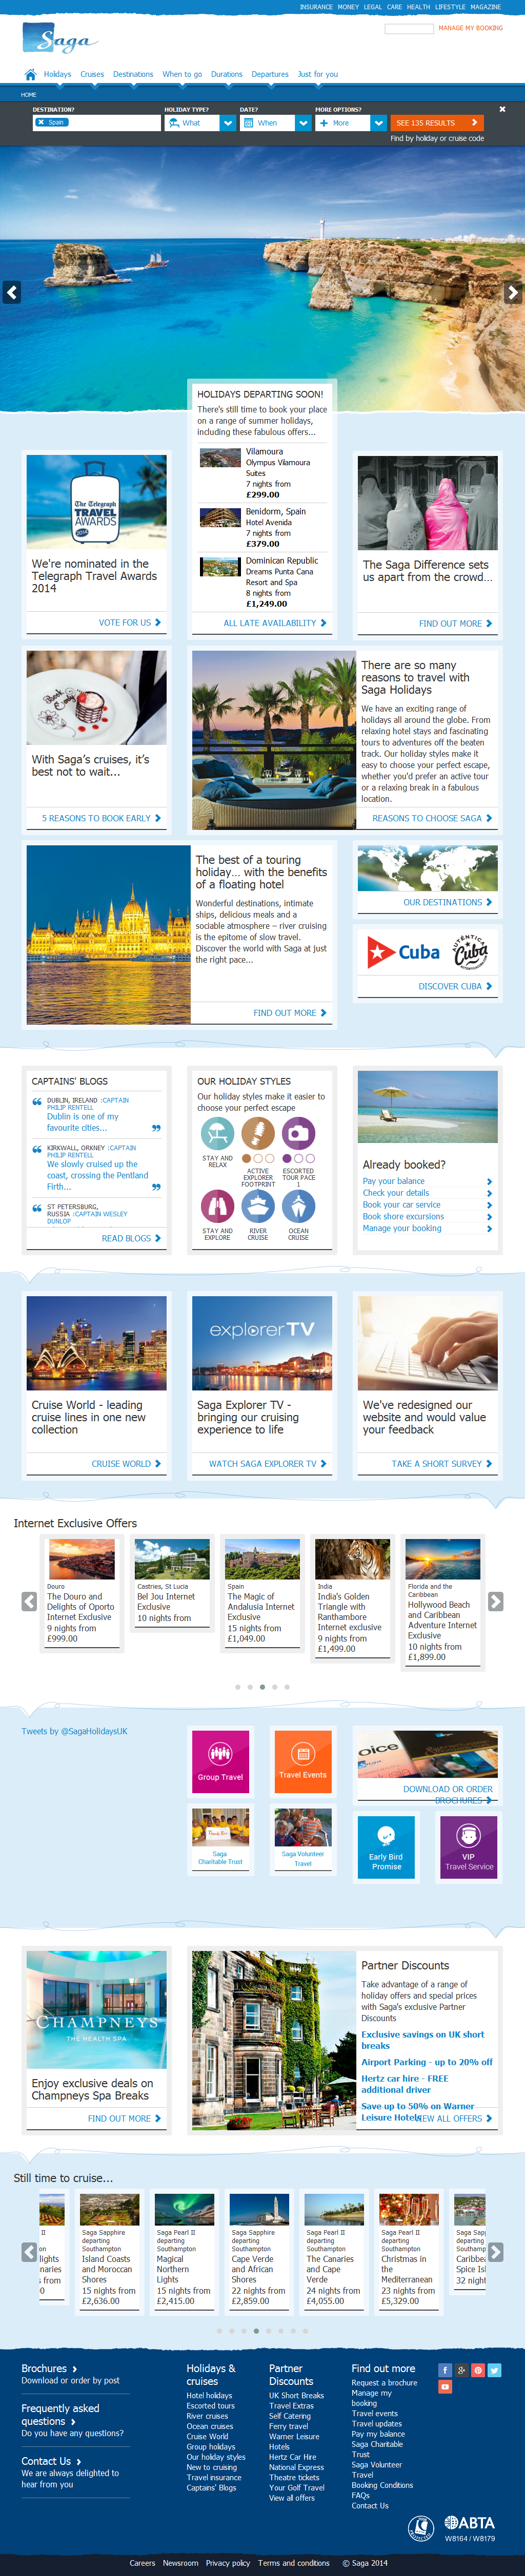 INSURANCE MONEY LEGAL CARE HEALTH LIFESTYLE MAGAZINE
Saga
MANAGE MY BOOKING
Holidays Cruises Destinations When to go Durations Departures Just for you
HOME
DESTINATION? HOLIDAY TYPE? DATE? MORE OPTIONS?
Spain What When More SEE 135 RESULTS
Find by holiday or cruise code
HOLIDAYS DEPARTING SOON!
There's still time to book your place
on a range of summer holidays,
including these fabulous offers...
Vilamoura
Olympus Vilamoura
Suites
7 nights from
£299.00
Benidorm, Spain
Hotel Avenida
7 nights from
£379.00
Dominican Republic
Dreams Punta Cana
Resort and Spa
8 nights from
£1,249.00
ALL LATE AVAILABILITY
The Telegraph
TRAVEL
AWARDS
2014
We're nominated in the
Telegraph Travel Awards
2014
VOTE FOR US
The Saga Difference sets
us apart from the crowd...
FIND OUT MORE
With Saga's cruises, it's
best not to wait...
5 REASONS TO BOOK EARLY
There are so many
reasons to travel with
Saga Holidays
We have an exciting range of
holidays all around the globe. From
relaxing hotel stays and fascinating
tours to adventures off the beaten
track. Our holiday styles make it
easy to choose your perfect escape,
whether you'd prefer an active tour
or a relaxing break in a fabulous
location.
REASONS TO CHOOSE SAGA
The best of a touring
holiday... with the benefits
of a floating hotel
Wonderful destinations, intimate
ships, delicious meals and a
sociable atmosphere – river cruising
is the epitome of slow travel.
Discover the world with Saga at just
the right pace...
FIND OUT MORE
OUR DESTINATIONS
Cuba
AUTENTICA
Cuba
DISCOVER CUBA
CAPTAINS' BLOGS
DUBLIN, IRELAND :CAPTAIN
PHILIP RENTELL
Dublin is one of my
favourite cities...
KIRKWALL, ORKNEY :CAPTAIN
PHILIP RENTELL
We slowly cruised up the
coast, crossing the Pentland
Firth...
ST PETERSBURG,
RUSSIA :CAPTAIN WESLEY
DUNLOP
READ BLOGS
OUR HOLIDAY STYLES
Our holiday styles make it easier to
choose your perfect escape
STAY AND
RELAX
ACTIVE
EXPLORER
FOOTPRINT
ESCORTED
TOUR PACE
1
STAY AND
EXPLORE
RIVER
CRUISE
OCEAN
CRUISE
Already booked?
Pay your balance
Check your details
Book your car service
Book shore excursions
Manage your booking
Cruise World - leading
cruise lines in one new
collection
CRUISE WORLD
explorerTV
Saga Explorer TV -
bringing our cruising
experience to life
WATCH SAGA EXPLORER TV
We've redesigned our
website and would value
your feedback
TAKE A SHORT SURVEY
Internet Exclusive Offers
Douro
The Douro and
Delights of Oporto
Internet Exclusive
9 nights from
£999.00
Castries, St Lucia
Bel Jou Internet
Exclusive
10 nights from
Spain
The Magic of
Andalusia Internet
Exclusive
15 nights from
£1,049.00
India
India's Golden
Triangle with
Ranthambore
Internet exclusive
9 nights from
£1,499.00
Florida and the
Caribbean
Hollywood Beach
and Caribbean
Adventure Internet
Exclusive
10 nights from
£1,899.00
Tweets by @SagaHolidaysUK
Group Travel
Travel Events
oice
DOWNLOAD OR ORDER
BROCHURES
Saga
Charitable Trust
Saga Volunteer
Travel
Early Bird
Promise
VIP
Travel Service
CHAMPNEYS
THE HEALTH SPA
Enjoy exclusive deals on
Champneys Spa Breaks
FIND OUT MORE
Partner Discounts
Take advantage of a range of
holiday offers and special prices
with Saga's exclusive Partner
Discounts
Exclusive savings on UK short
breaks
Airport Parking - up to 20% off
Hertz car hire - FREE
additional driver
Save up to 50% on Warner
Leisure Hotels
VIEW ALL OFFERS
Still time to cruise...
Saga Sapphire
departing
Southampton
Island Coasts
and Moroccan
Shores
15 nights from
£2,636.00
Saga Pearl II
departing
Southampton
Magical
Northern
Lights
15 nights from
£2,415.00
Saga Sapphire
departing
Southampton
Cape Verde
and African
Shores
22 nights from
£2,859.00
Saga Pearl II
departing
Southampton
The Canaries
and Cape
Verde
24 nights from
£4,055.00
Saga Pearl II
departing
Southampton
Christmas in
the
Mediterranean
23 nights from
£5,329.00
Brochures
Download or order by post
Frequently asked
questions
Do you have any questions?
Contact Us
We are always delighted to
hear from you
Holidays &
cruises
Hotel holidays
Escorted tours
River cruises
Ocean cruises
Cruise World
Group holidays
Our holiday styles
New to cruising
Travel insurance
Captains' Blogs
Partner
Discounts
UK Short Breaks
Travel Extras
Self Catering
Ferry travel
Warner Leisure
Hotels
Hertz Car Hire
National Express
Theatre tickets
Your Golf Travel
View all offers
Find out more
Request a brochure
Manage my
booking
Travel events
Travel updates
Pay my balance
Saga Charitable
Trust
Saga Volunteer
Travel
Booking Conditions
FAQs
Contact Us
ABTA
W8164 / W8179
Careers Newsroom Privacy policy Terms and conditions © Saga 2014